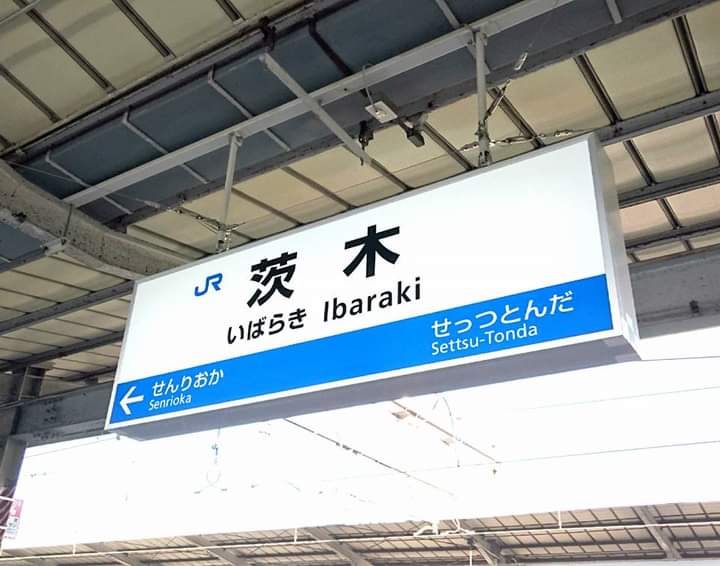 JR 茨木
いばらき Ibaraki
せっつとんだ
Settsu-Tonda
← せんりおか
Senrioka